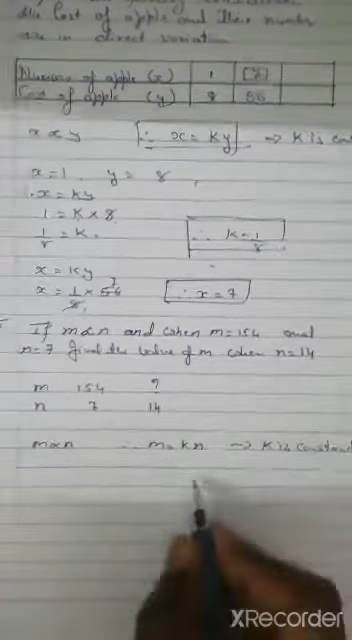 the Cost of apple and their number
are in direct variation
Number of apple (x) 1 [7]
Cost of apple (y) 8 56
x ∝ y ∴ x = Ky → K is con
x = 1 . y = 8 ,
x = Ky
1 = K × 8
1/8 = K. ∴ K = 1/8
x = Ky
x = 1/8 × 56 7 ∴ x = 7
If m ∝ n and when m = 154 and
n = 7 find the value of m when n = 14
m 154 ?
n 7 14
m ∝ n ∴ m = kn → K is constant
XRecorder